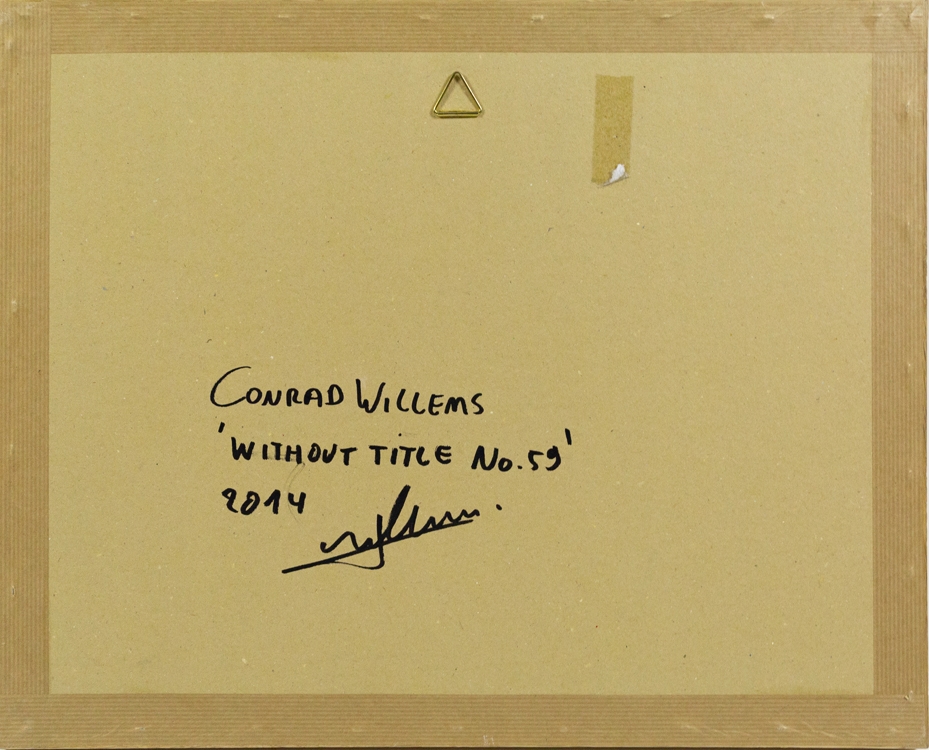 CONRAD WILLEMS
'WITHOUT TITLE No.59'
2014